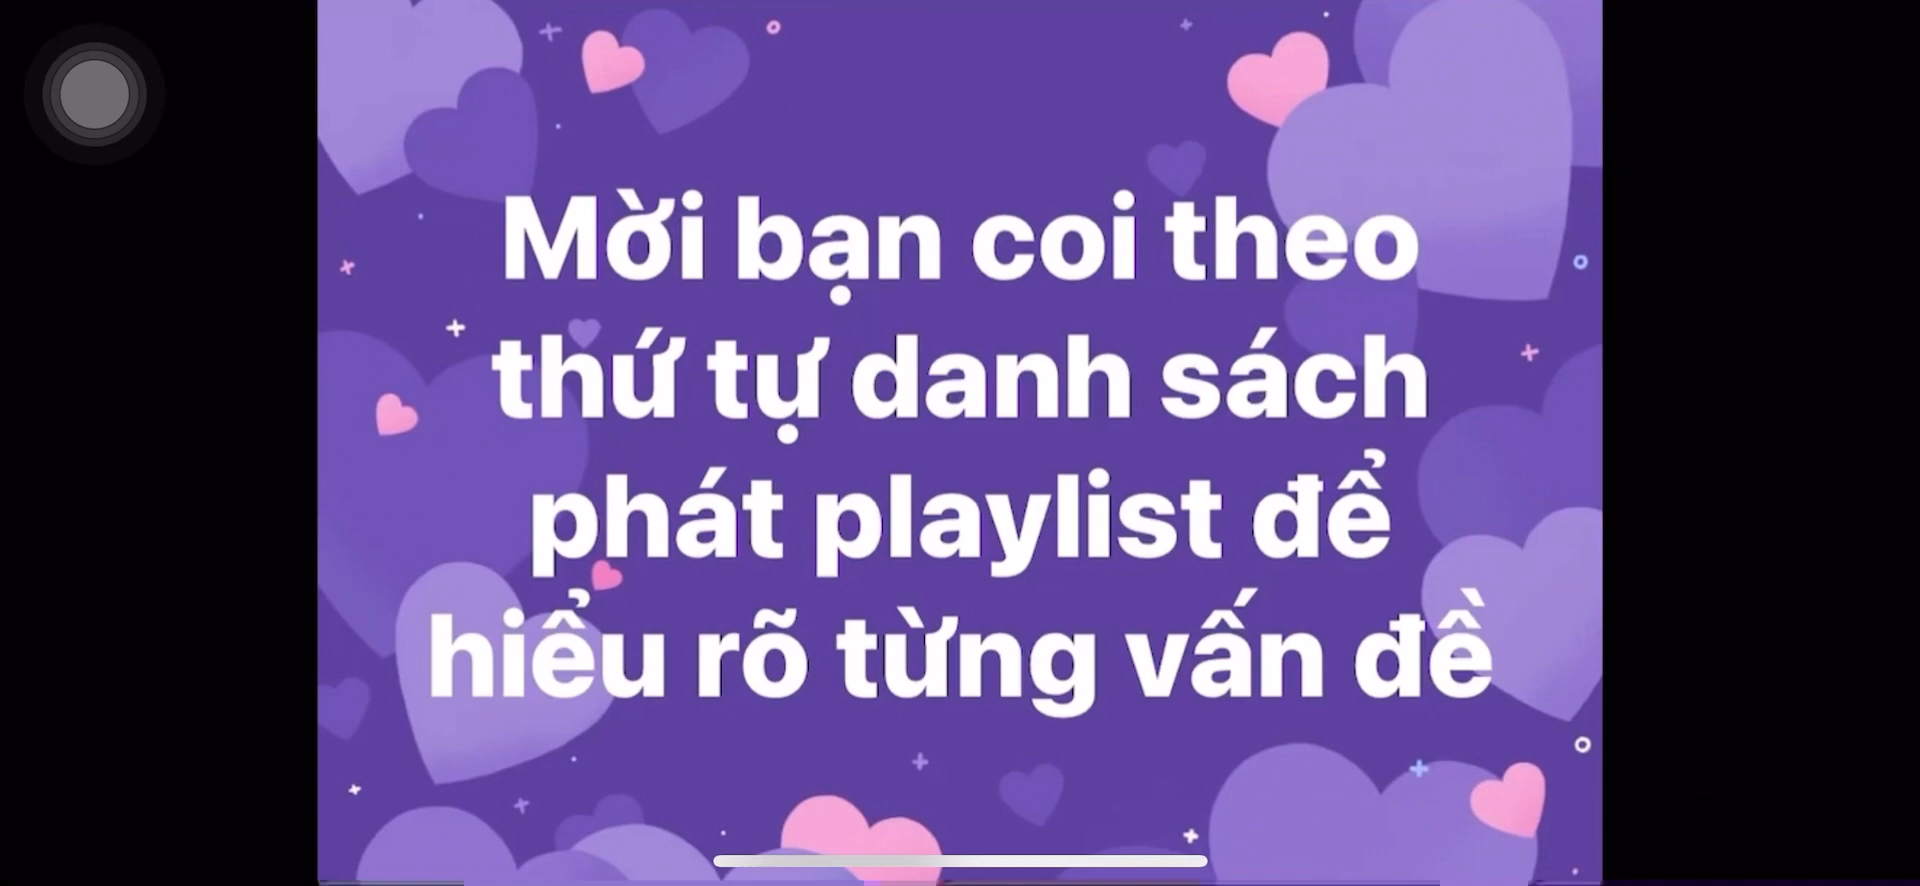 Mời bạn coi theo
thứ tự danh sách
phát playlist để
hiểu rõ từng vấn đề